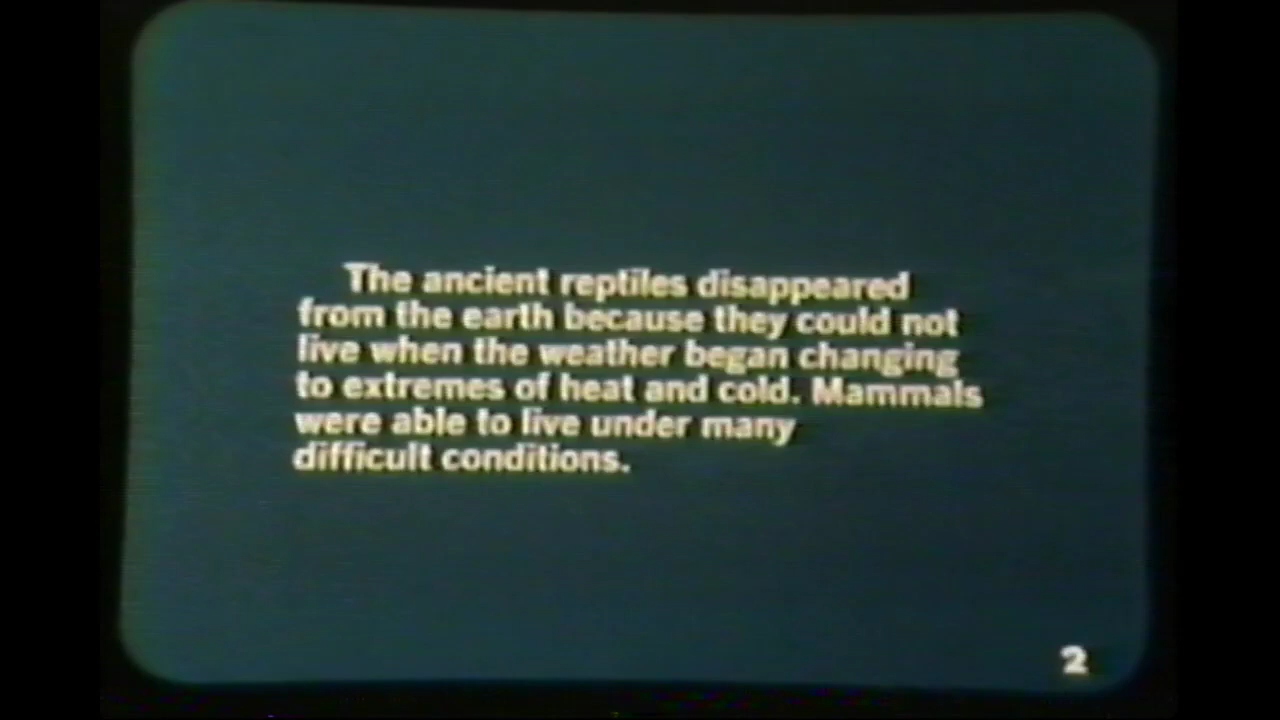 The ancient reptiles disappeared
from the earth because they could not
live when the weather began changing
to extremes of heat and cold. Mammals
were able to live under many
difficult conditions.
2